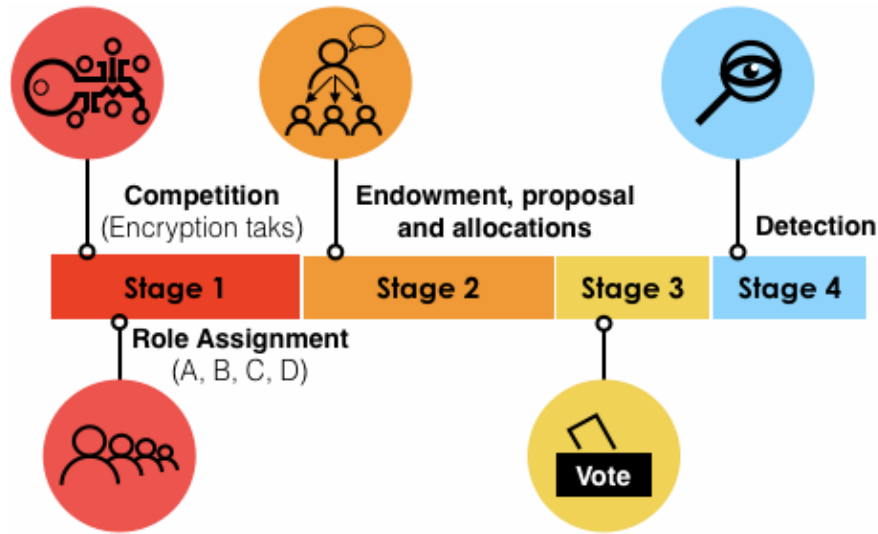 Competition
(Encryption taks)
Endowment, proposal
and allocations
Detection
Stage 1
Stage 2
Stage 3
Stage 4
Role Assignment
(A, B, C, D)
Vote